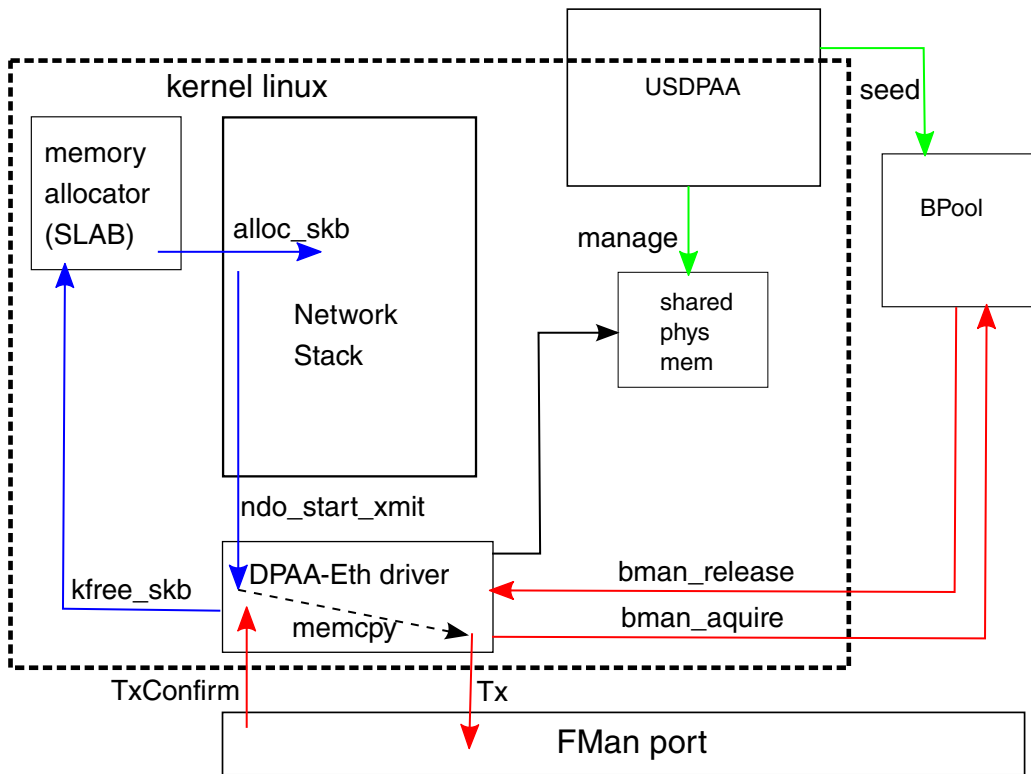 kernel linux
USDPAA
seed
memory
allocator
(SLAB)
BPool
alloc_skb
manage
shared
phys
mem
Network
Stack
ndo_start_xmit
DPAA-Eth driver
bman_release
kfree_skb
memcpy
bman_aquire
TxConfirm
Tx
FMan port